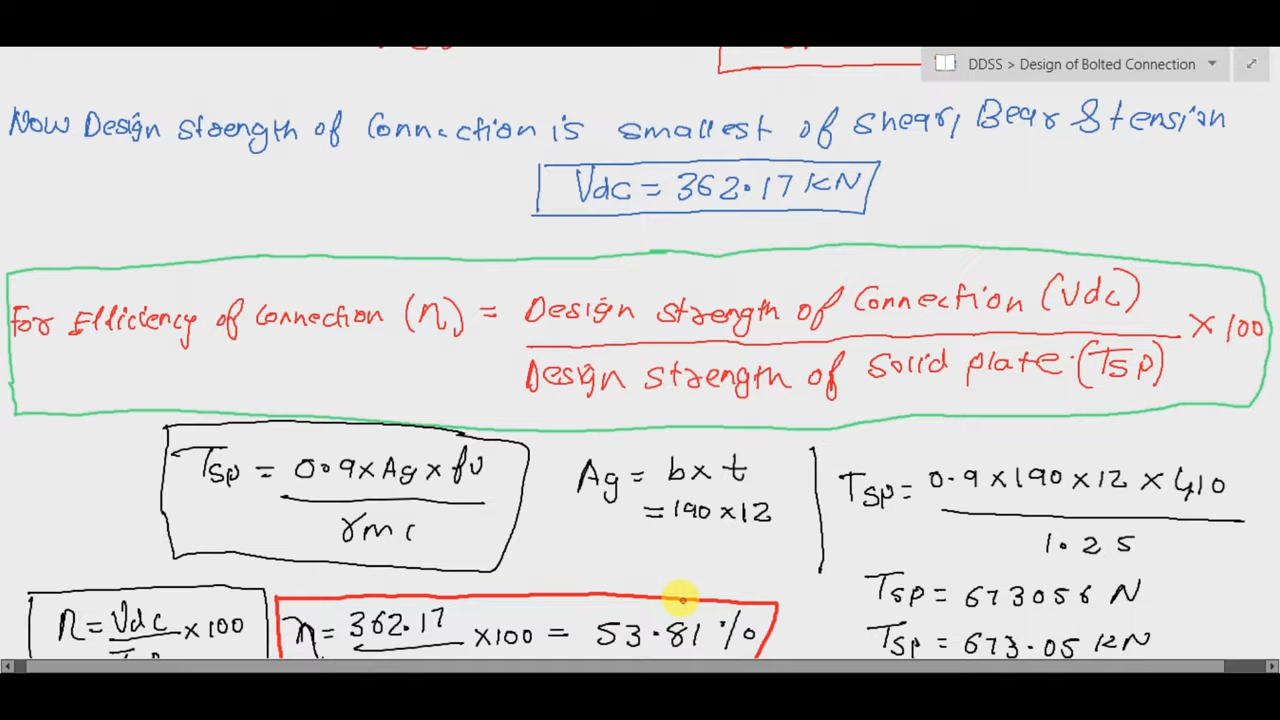 DDSS > Design of Bolted Connection
Now Design strength of Connection is smallest of shear, Bear & tension
Vdc = 362.17 KN
For Efficiency of connection (η) = Design strength of Connection (Vdc) × 100
Design strength of solid plate. (Tsp)
Tsp = 0.9 × Ag × fu
γm
Ag = b × t
= 190 × 12
Tsp = 0.9 × 190 × 12 × 410
1.25
Tsp = 673056 N
Tsp = 673.05 KN
η = Vdc × 100
η = 362.17 × 100 = 53.81 %